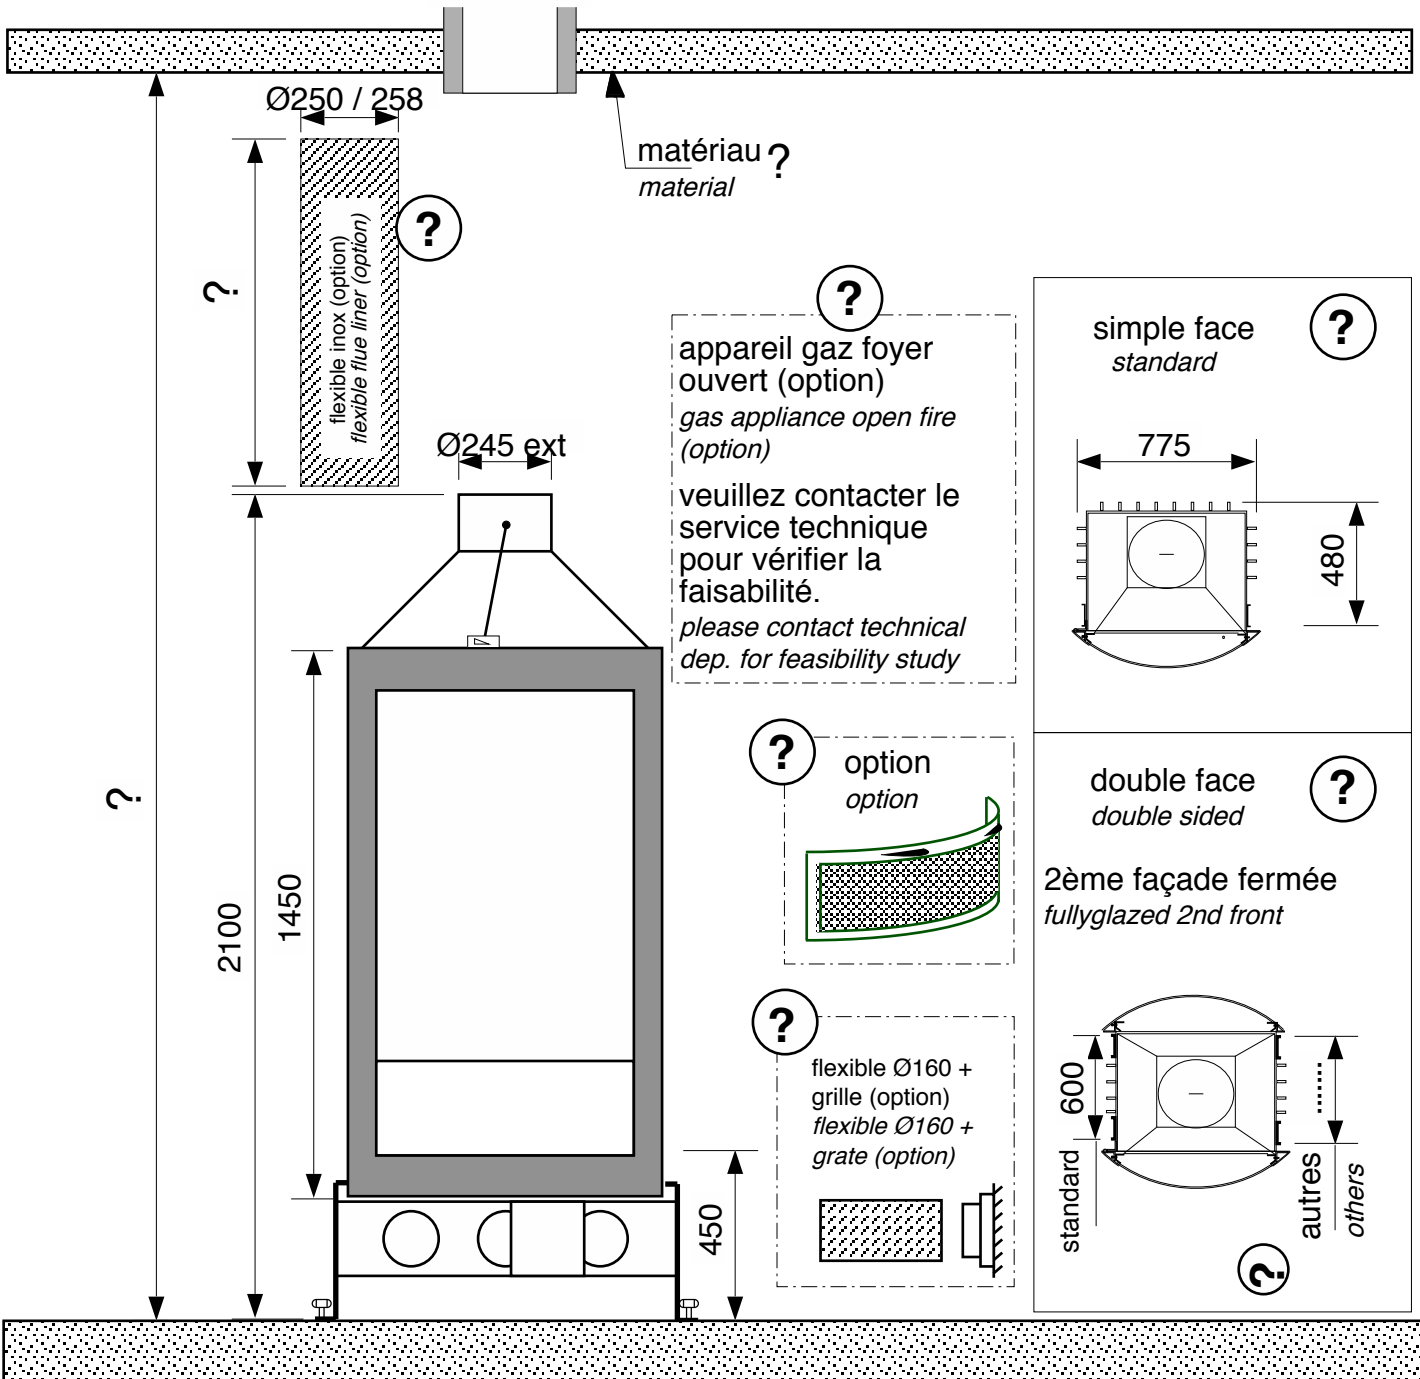 Ø250 / 258
matériau ?
material
?
flexible inox (option)
flexible flue liner (option)
?
Ø245 ext
?
appareil gaz foyer
ouvert (option)
gas appliance open fire
(option)
veuillez contacter le
service technique
pour vérifier la
faisabilité.
please contact technical
dep. for feasibility study
?
simple face
standard
775
480
?
2100
1450
450
?
option
option
?
flexible Ø160 +
grille (option)
flexible Ø160 +
grate (option)
?
double face
double sided
2ème façade fermée
fullyglazed 2nd front
600
standard
........
autres
others
?